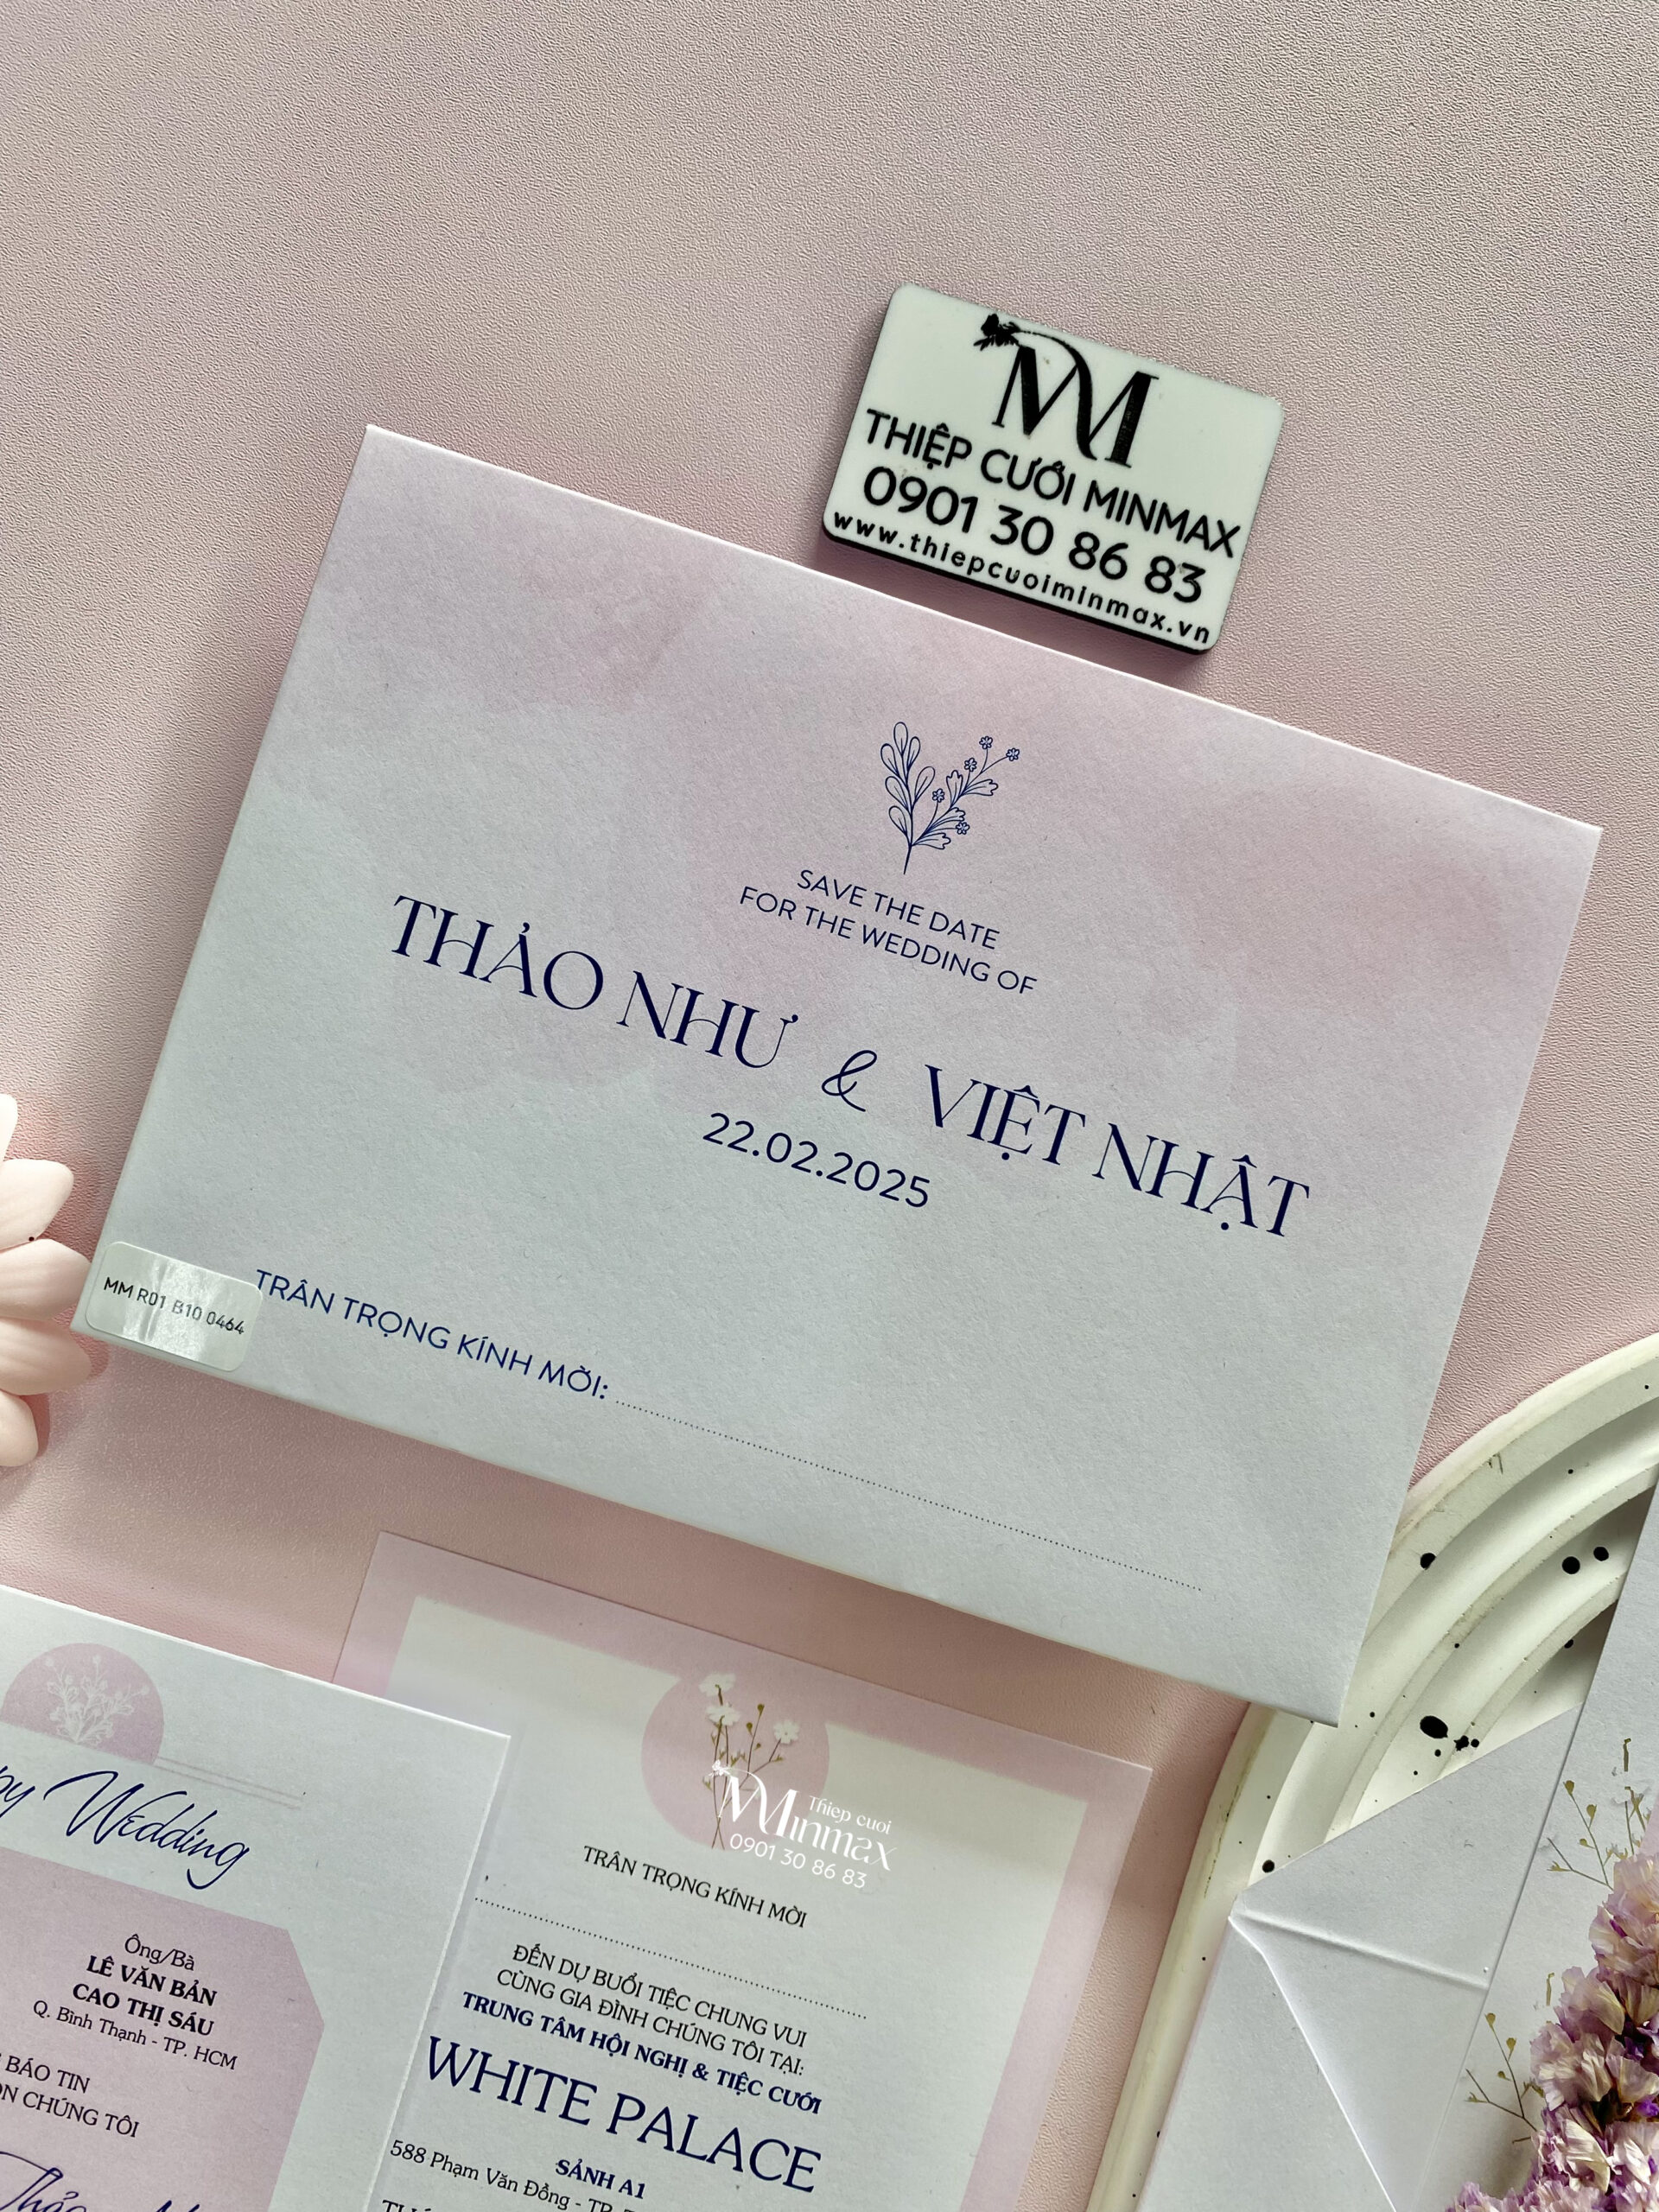 THIỆP CƯỚI MINMAX
0901 30 86 83
www.thiepcuoiminmax.vn
SAVE THE DATE
FOR THE WEDDING OF
THẢO NHƯ & VIỆT NHẬT
22.02.2025
MM R01 B10 0464
TRÂN TRỌNG KÍNH MỜI:
Wedding
Ông/Bà
LÊ VĂN BẢN
CAO THỊ SÁU
Q. Bình Thạnh - TP. HCM
BÁO TIN
CHÚNG TÔI
Thiep cuoi
Minmax
0901 30 86 83
TRÂN TRỌNG KÍNH MỜI
ĐẾN DỰ BUỔI TIỆC CHUNG VUI
CÙNG GIA ĐÌNH CHÚNG TÔI TẠI:
TRUNG TÂM HỘI NGHỊ & TIỆC CƯỚI
WHITE PALACE
SẢNH A1
588 Phạm Văn Đồng - TP.